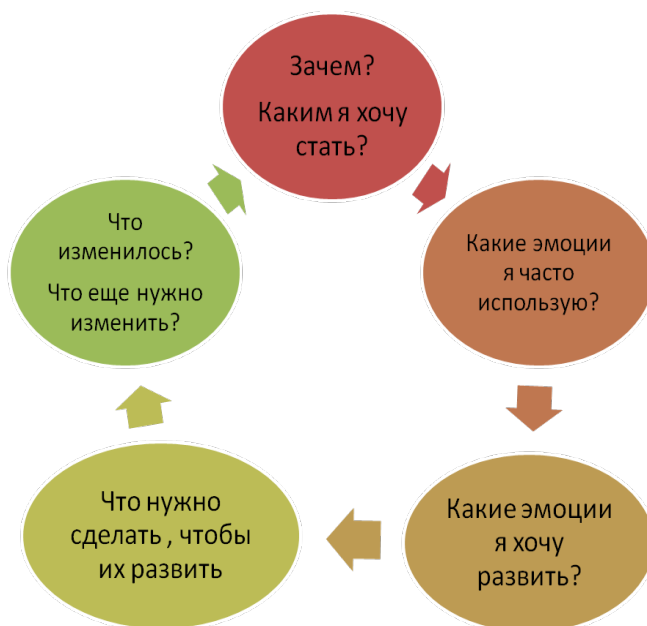 Зачем?
Каким я хочу
стать?
Какие эмоции
я часто
использую?
Какие эмоции
я хочу
развить?
Что нужно
сделать , чтобы
их развить
Что
изменилось?
Что еще нужно
изменить?